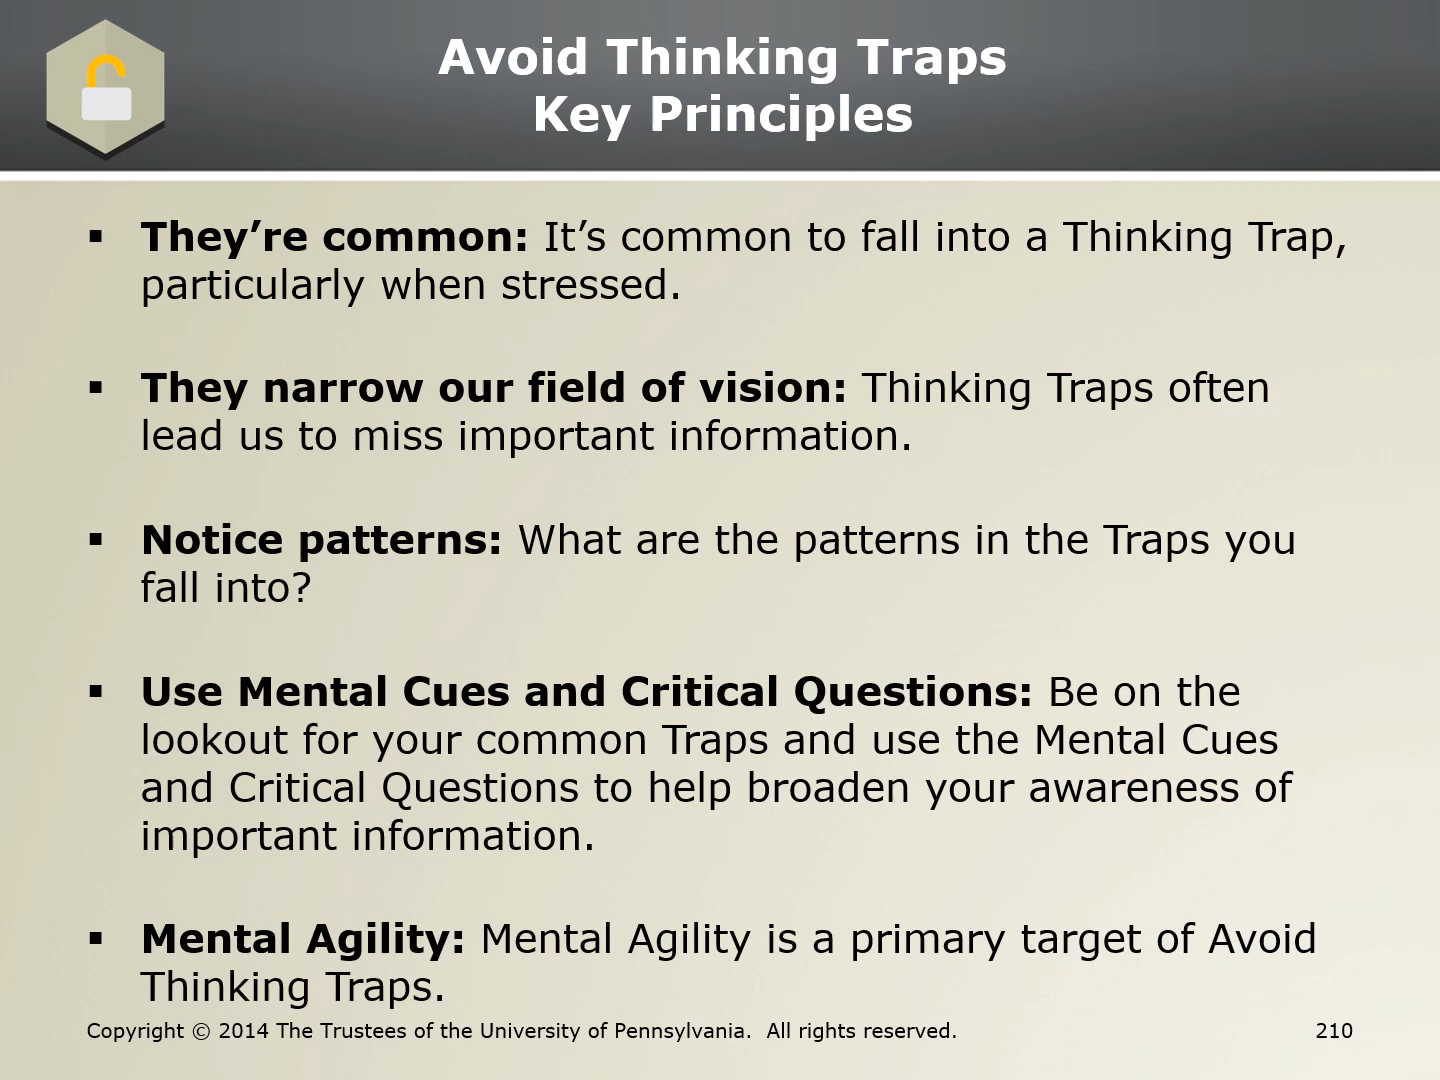 Avoid Thinking Traps
Key Principles
▪ They’re common: It’s common to fall into a Thinking Trap,
particularly when stressed.
▪ They narrow our field of vision: Thinking Traps often
lead us to miss important information.
▪ Notice patterns: What are the patterns in the Traps you
fall into?
▪ Use Mental Cues and Critical Questions: Be on the
lookout for your common Traps and use the Mental Cues
and Critical Questions to help broaden your awareness of
important information.
▪ Mental Agility: Mental Agility is a primary target of Avoid
Thinking Traps.
Copyright © 2014 The Trustees of the University of Pennsylvania.  All rights reserved. 210